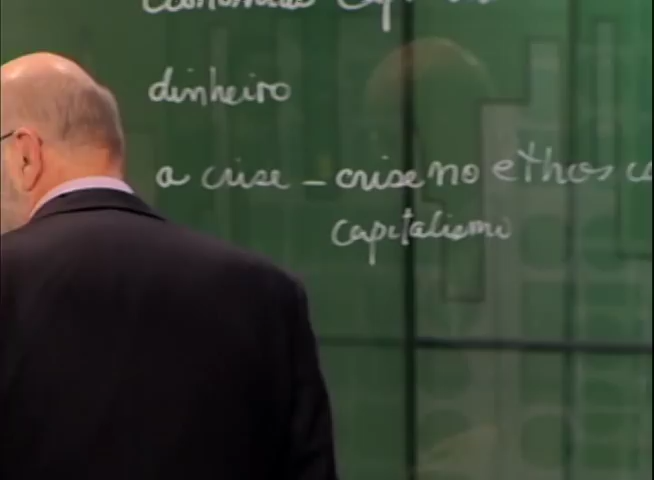 dinheiro
a crise - crise no ethos
capitalismo